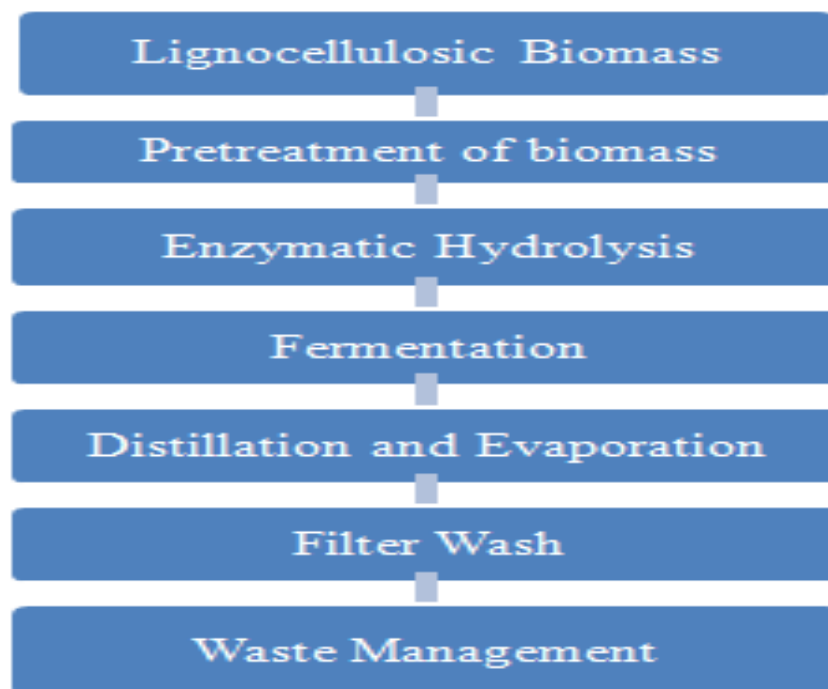 Lignocellulosic Biomass
Pretreatment of biomass
Enzymatic Hydrolysis
Fermentation
Distillation and Evaporation
Filter Wash
Waste Management